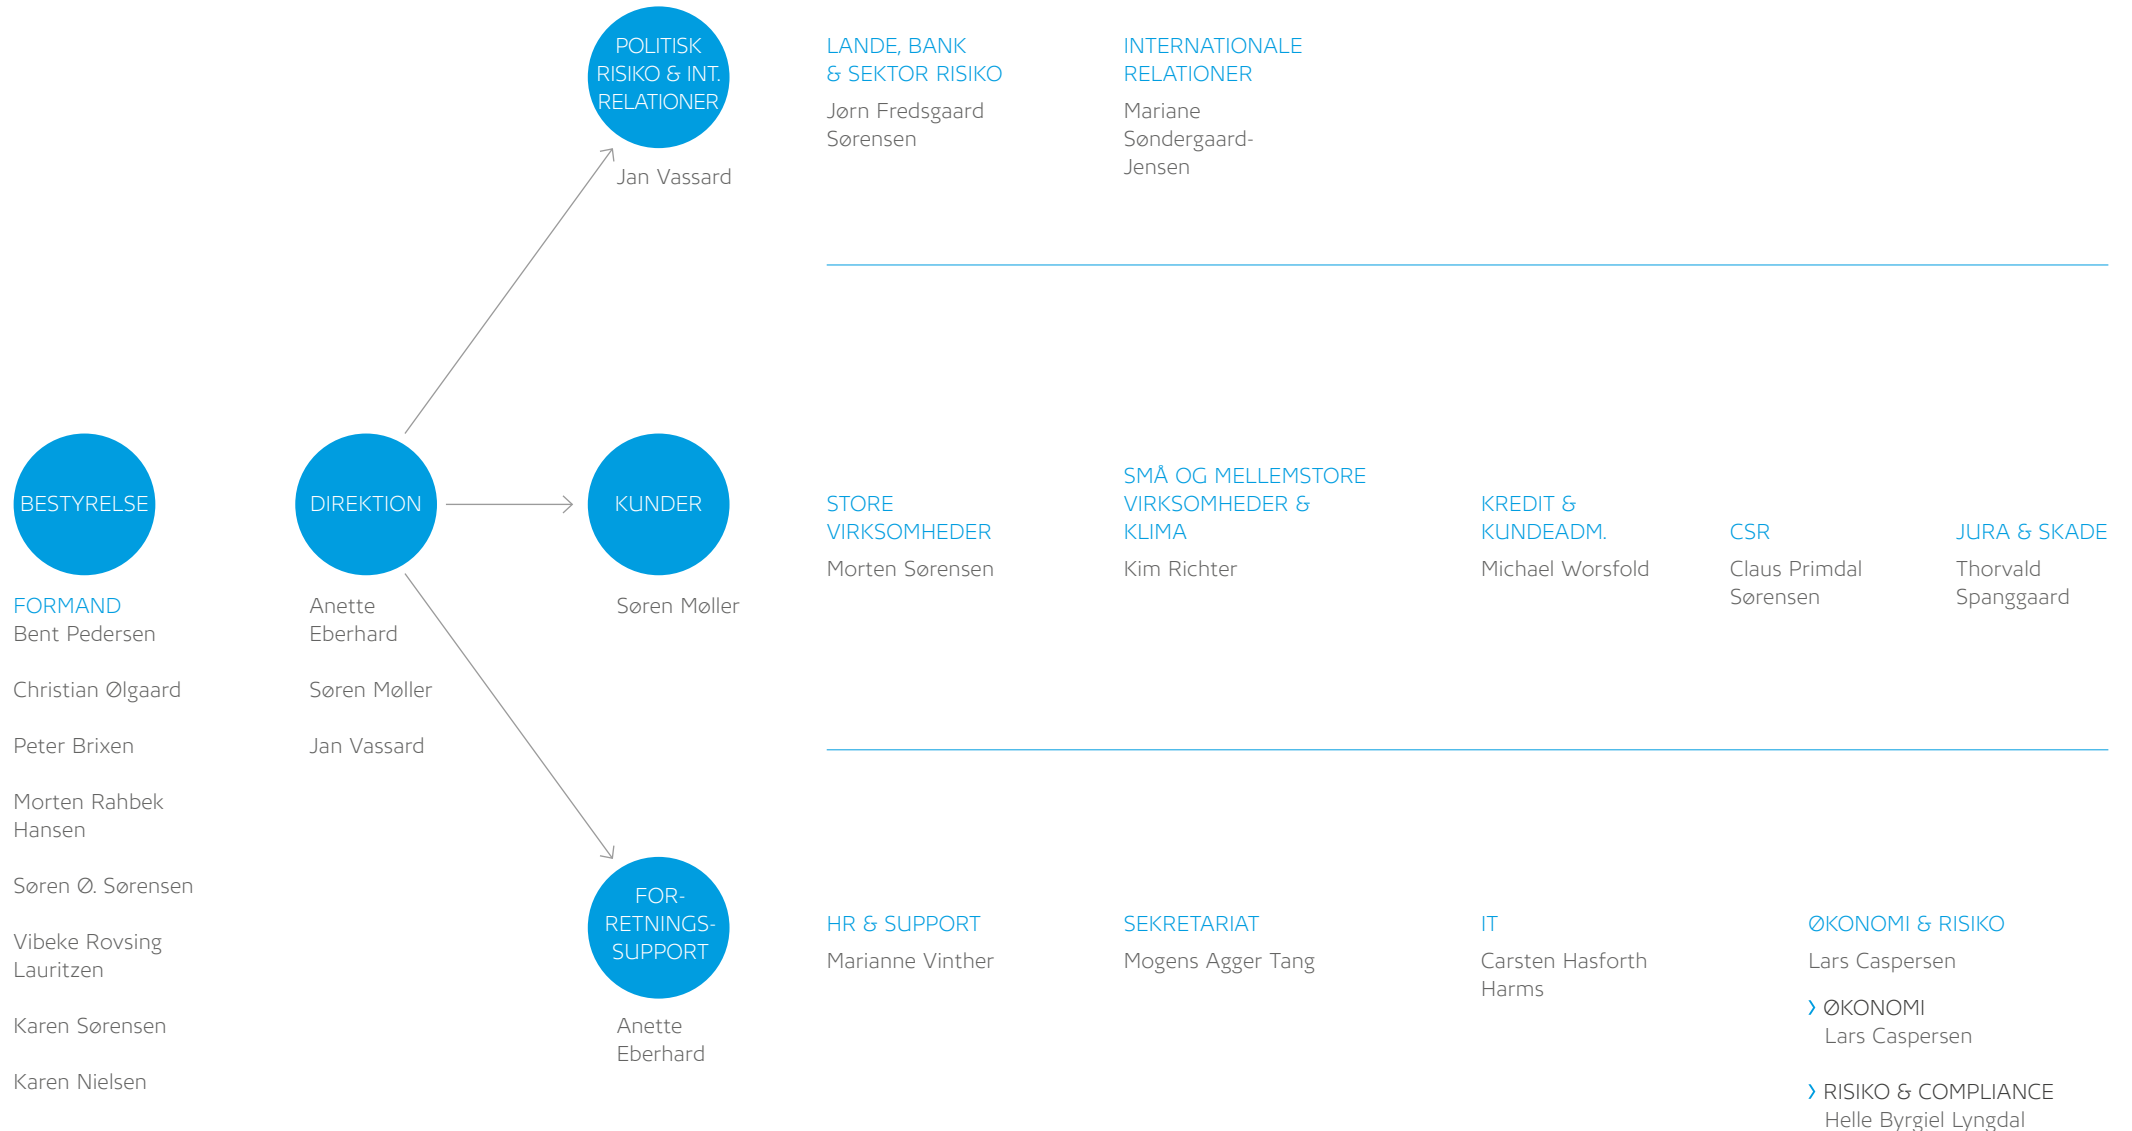 POLITISK
RISIKO & INT.
RELATIONER
Jan Vassard
LANDE, BANK
& SEKTOR RISIKO
Jørn Fredsgaard
Sørensen
INTERNATIONALE
RELATIONER
Mariane
Søndergaard-
Jensen
BESTYRELSE
FORMAND
Bent Pedersen
Christian Ølgaard
Peter Brixen
Morten Rahbek
Hansen
Søren Ø. Sørensen
Vibeke Rovsing
Lauritzen
Karen Sørensen
Karen Nielsen
DIREKTION
Anette
Eberhard
Søren Møller
Jan Vassard
KUNDER
Søren Møller
STORE
VIRKSOMHEDER
Morten Sørensen
SMÅ OG MELLEMSTORE
VIRKSOMHEDER &
KLIMA
Kim Richter
KREDIT &
KUNDEADM.
Michael Worsfold
CSR
Claus Primdal
Sørensen
JURA & SKADE
Thorvald
Spanggaard
FOR-
RETNINGS-
SUPPORT
Anette
Eberhard
HR & SUPPORT
Marianne Vinther
SEKRETARIAT
Mogens Agger Tang
IT
Carsten Hasforth
Harms
ØKONOMI & RISIKO
Lars Caspersen
› ØKONOMI
Lars Caspersen
› RISIKO & COMPLIANCE
Helle Byrgiel Lyngdal